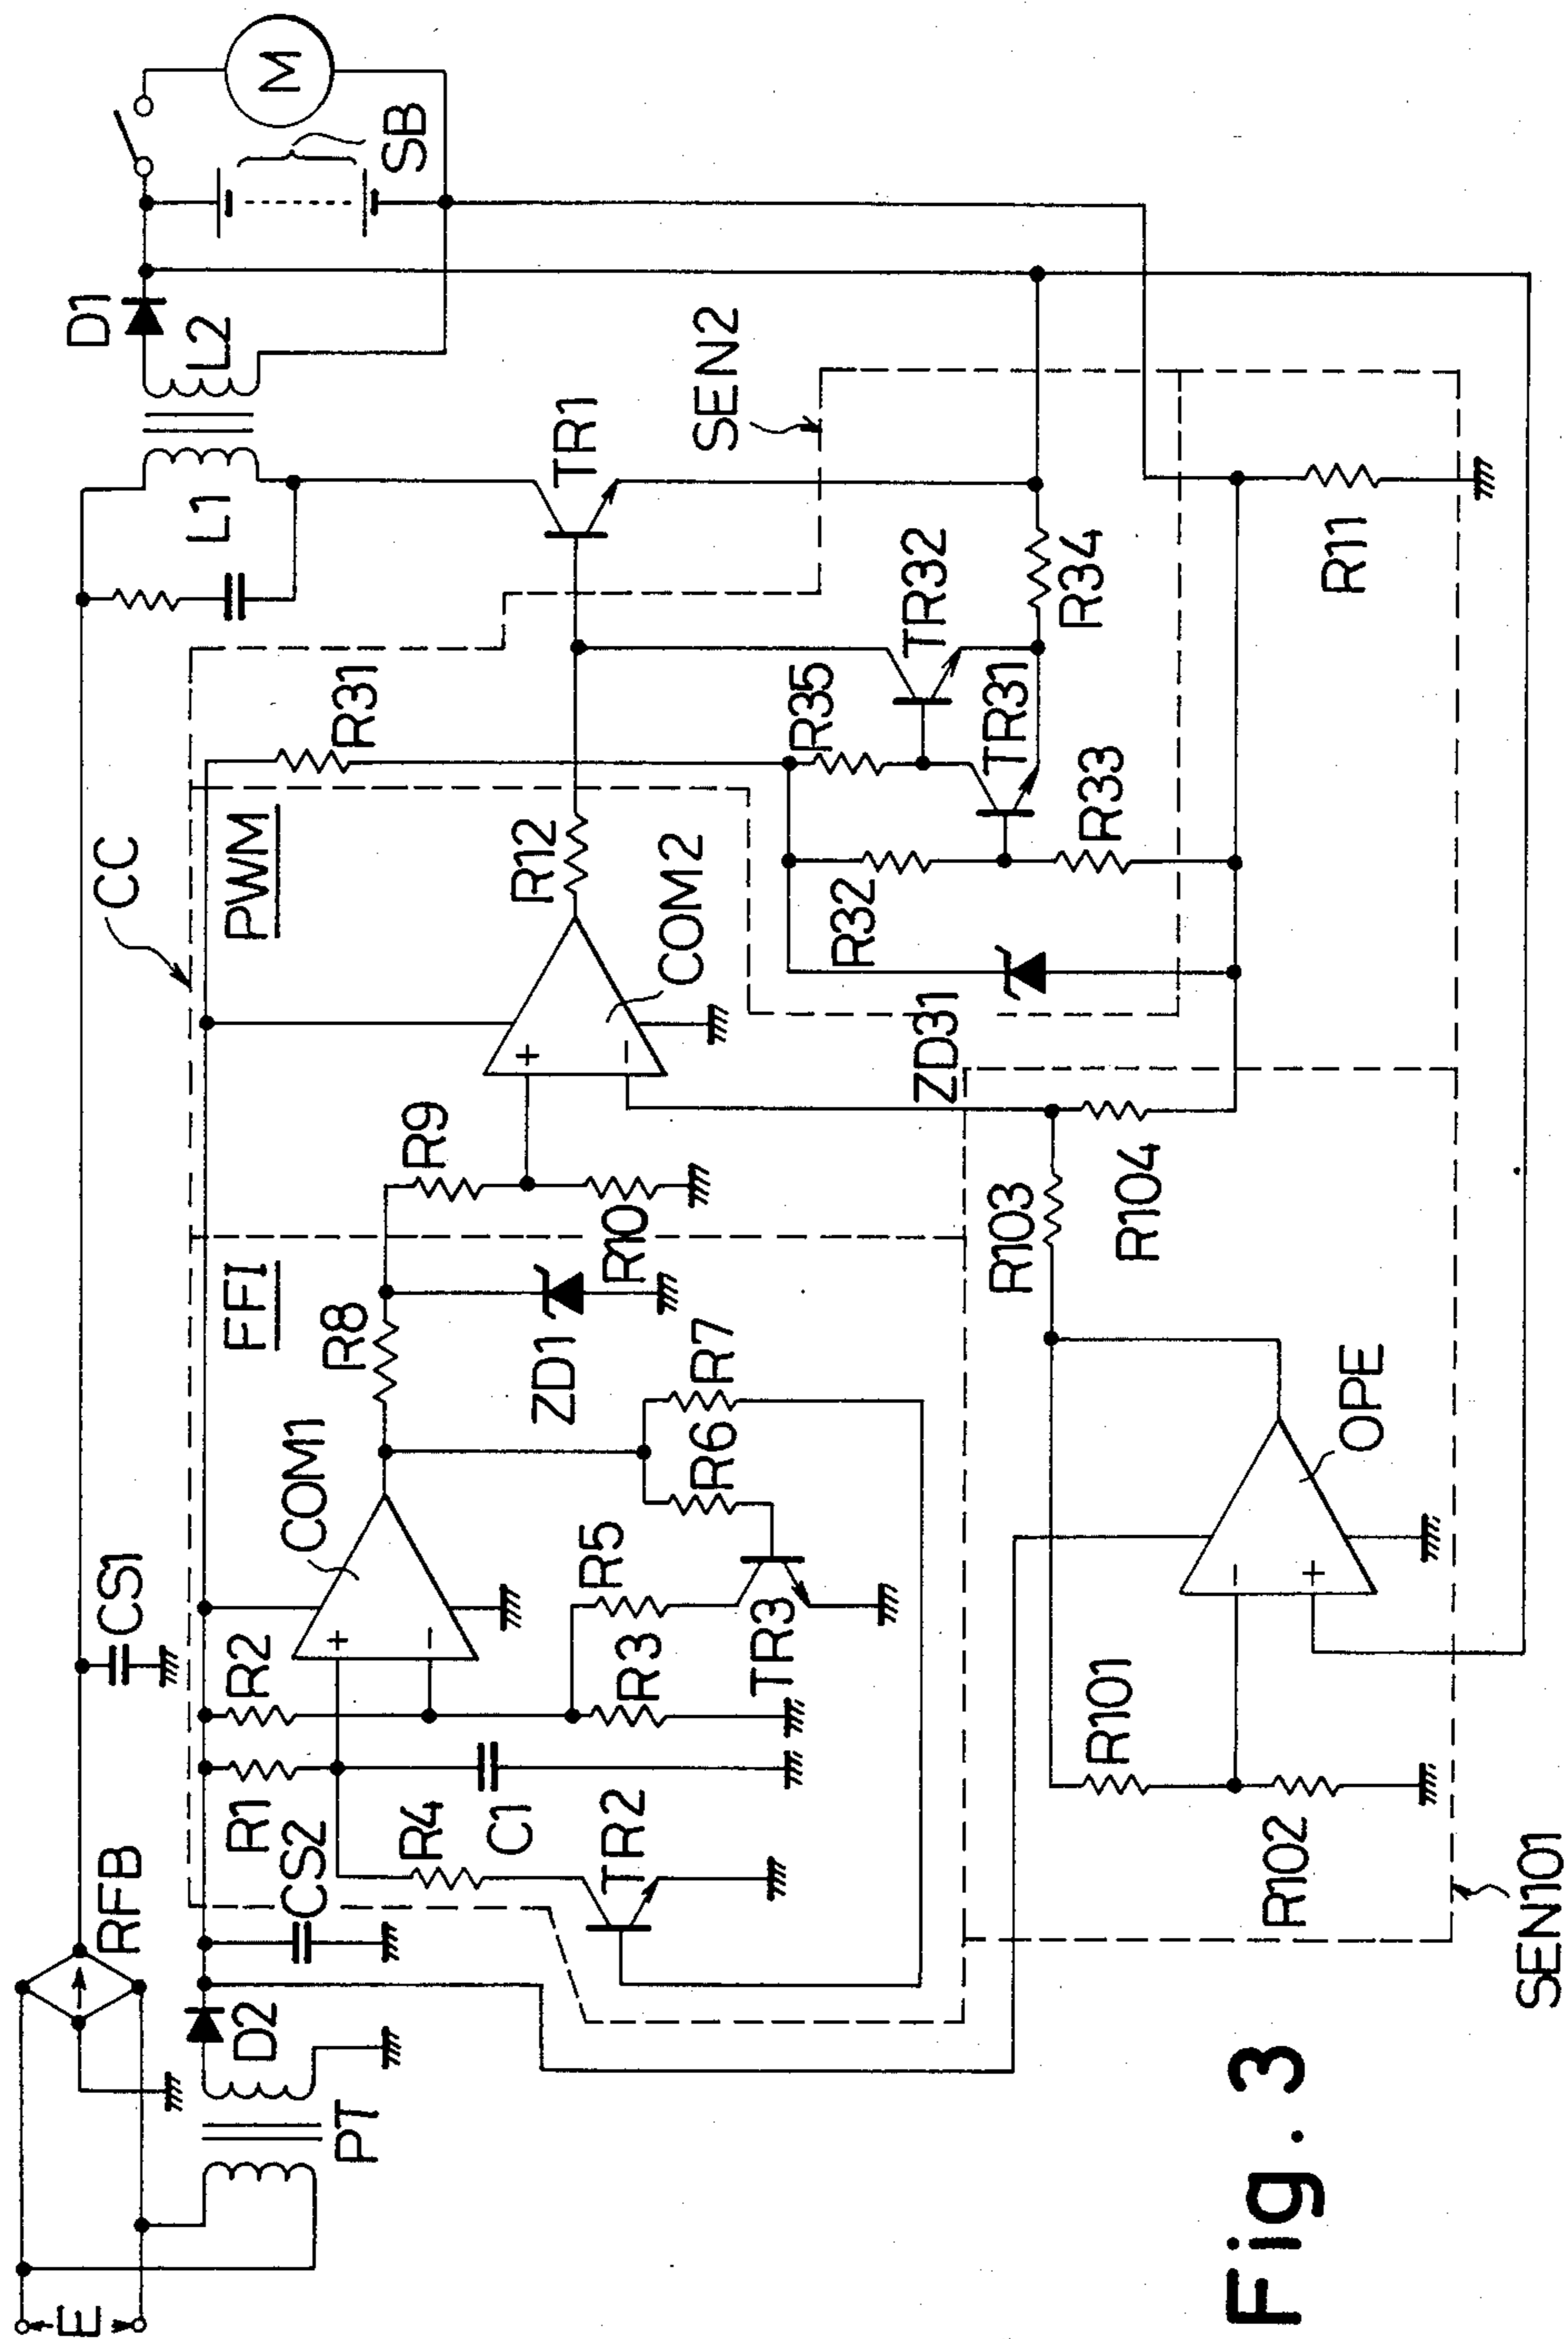 E
PT
RFB
D2
CS2
CS1
CC
FFI
PWM
R1
R2
R4
C1
TR2
R3
R5
TR3
R6
R7
COM1
R8
ZD1
R9
R10
COM2
R12
R31
ZD31
R32
R33
R35
TR31
TR32
R34
TR1
SEN2
L1
L2
D1
SB
M
R11
R103
R104
R101
R102
OPE
SEN101
+
−
+
−
−
+
Fig. 3